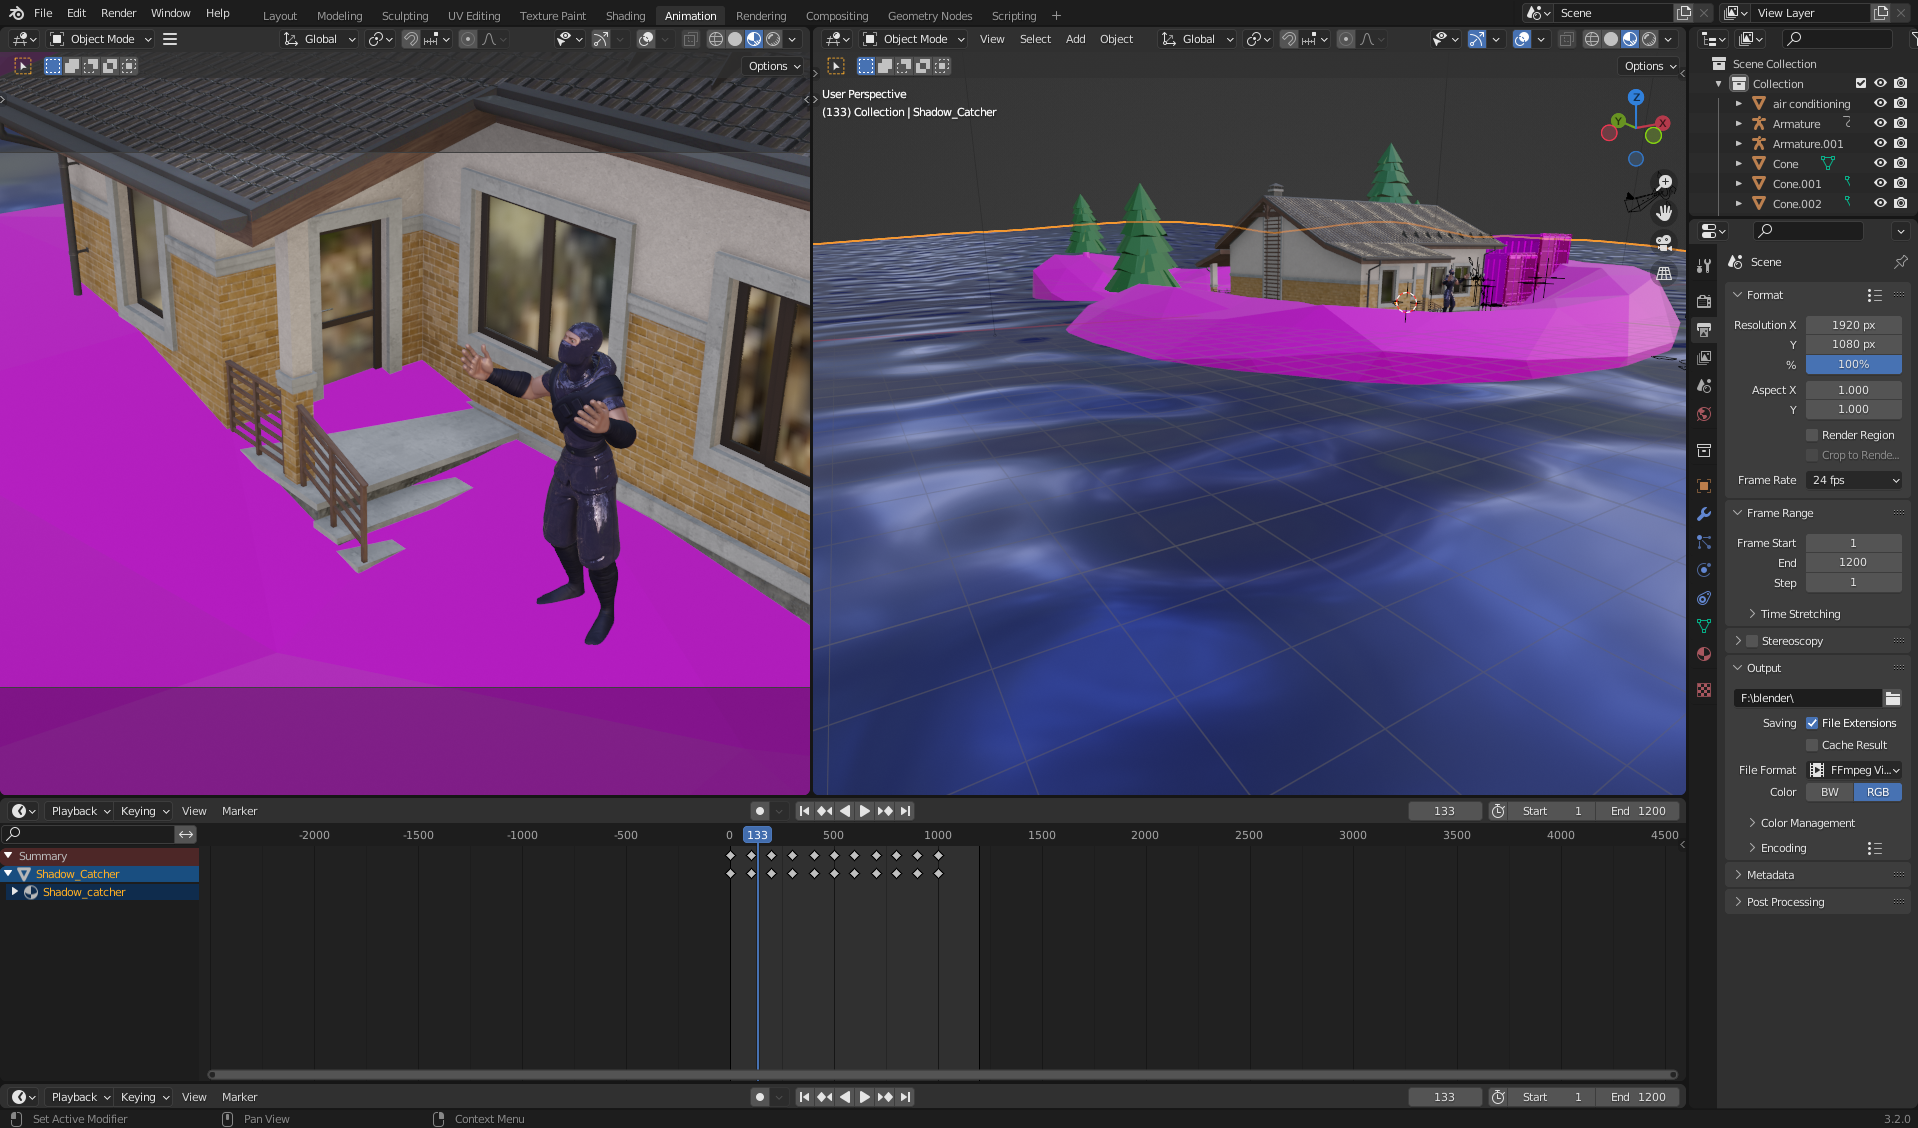 File Edit Render Window Help Layout Modeling Sculpting UV Editing Texture Paint Shading Animation Rendering Compositing Geometry Nodes Scripting Scene View Layer
Object Mode Global Object Mode View Select Add Object Global
Options Options
User Perspective
(133) Collection | Shadow_Catcher
Z
Y
X
Scene Collection
Collection
air conditioning
Armature
Armature.001
Cone
Cone.001
Cone.002
Scene
Format
Resolution X 1920 px
Y 1080 px
% 100%
Aspect X 1.000
Y 1.000
Render Region
Crop to Rende...
Frame Rate 24 fps
Frame Range
Frame Start 1
End 1200
Step 1
Time Stretching
Stereoscopy
Output
F:\blender\
Saving File Extensions
Cache Result
File Format FFmpeg Vi...
Color BW RGB
Color Management
Encoding
Metadata
Post Processing
Playback Keying View Marker 133 Start 1 End 1200
-2000 -1500 -1000 -500 0 133 500 1000 1500 2000 2500 3000 3500 4000 4500
Summary
Shadow_Catcher
Shadow_catcher
Playback Keying View Marker 133 Start 1 End 1200
Set Active Modifier Pan View Context Menu 3.2.0